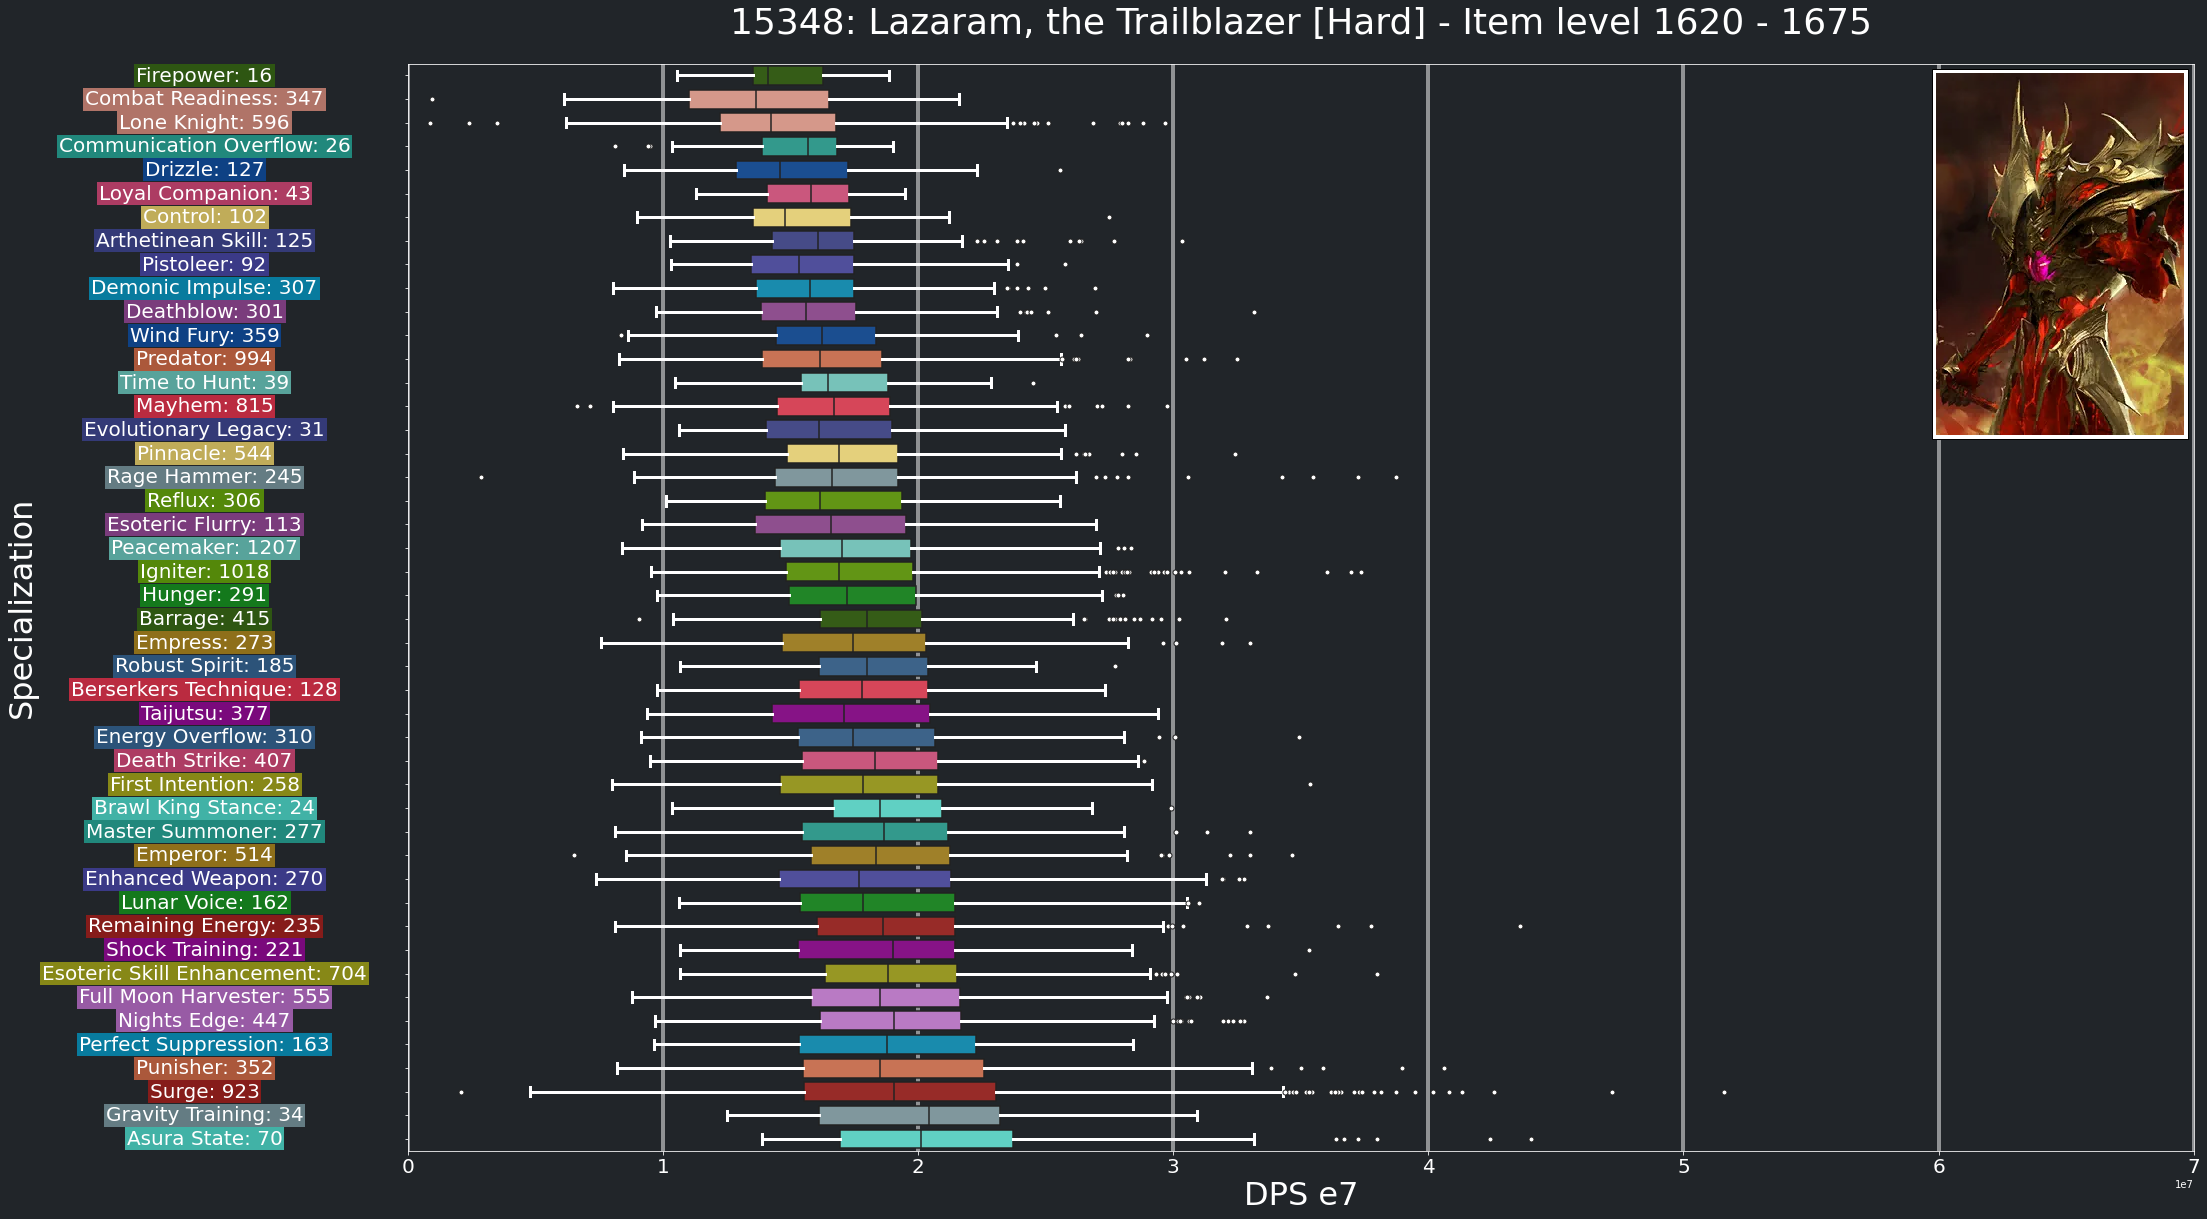 15348: Lazaram, the Trailblazer [Hard] - Item level 1620 - 1675
Specialization
Firepower: 16
Combat Readiness: 347
Lone Knight: 596
Communication Overflow: 26
Drizzle: 127
Loyal Companion: 43
Control: 102
Arthetinean Skill: 125
Pistoleer: 92
Demonic Impulse: 307
Deathblow: 301
Wind Fury: 359
Predator: 994
Time to Hunt: 39
Mayhem: 815
Evolutionary Legacy: 31
Pinnacle: 544
Rage Hammer: 245
Reflux: 306
Esoteric Flurry: 113
Peacemaker: 1207
Igniter: 1018
Hunger: 291
Barrage: 415
Empress: 273
Robust Spirit: 185
Berserkers Technique: 128
Taijutsu: 377
Energy Overflow: 310
Death Strike: 407
First Intention: 258
Brawl King Stance: 24
Master Summoner: 277
Emperor: 514
Enhanced Weapon: 270
Lunar Voice: 162
Remaining Energy: 235
Shock Training: 221
Esoteric Skill Enhancement: 704
Full Moon Harvester: 555
Nights Edge: 447
Perfect Suppression: 163
Punisher: 352
Surge: 923
Gravity Training: 34
Asura State: 70
0 1 2 3 4 5 6 7
1e7
DPS e7